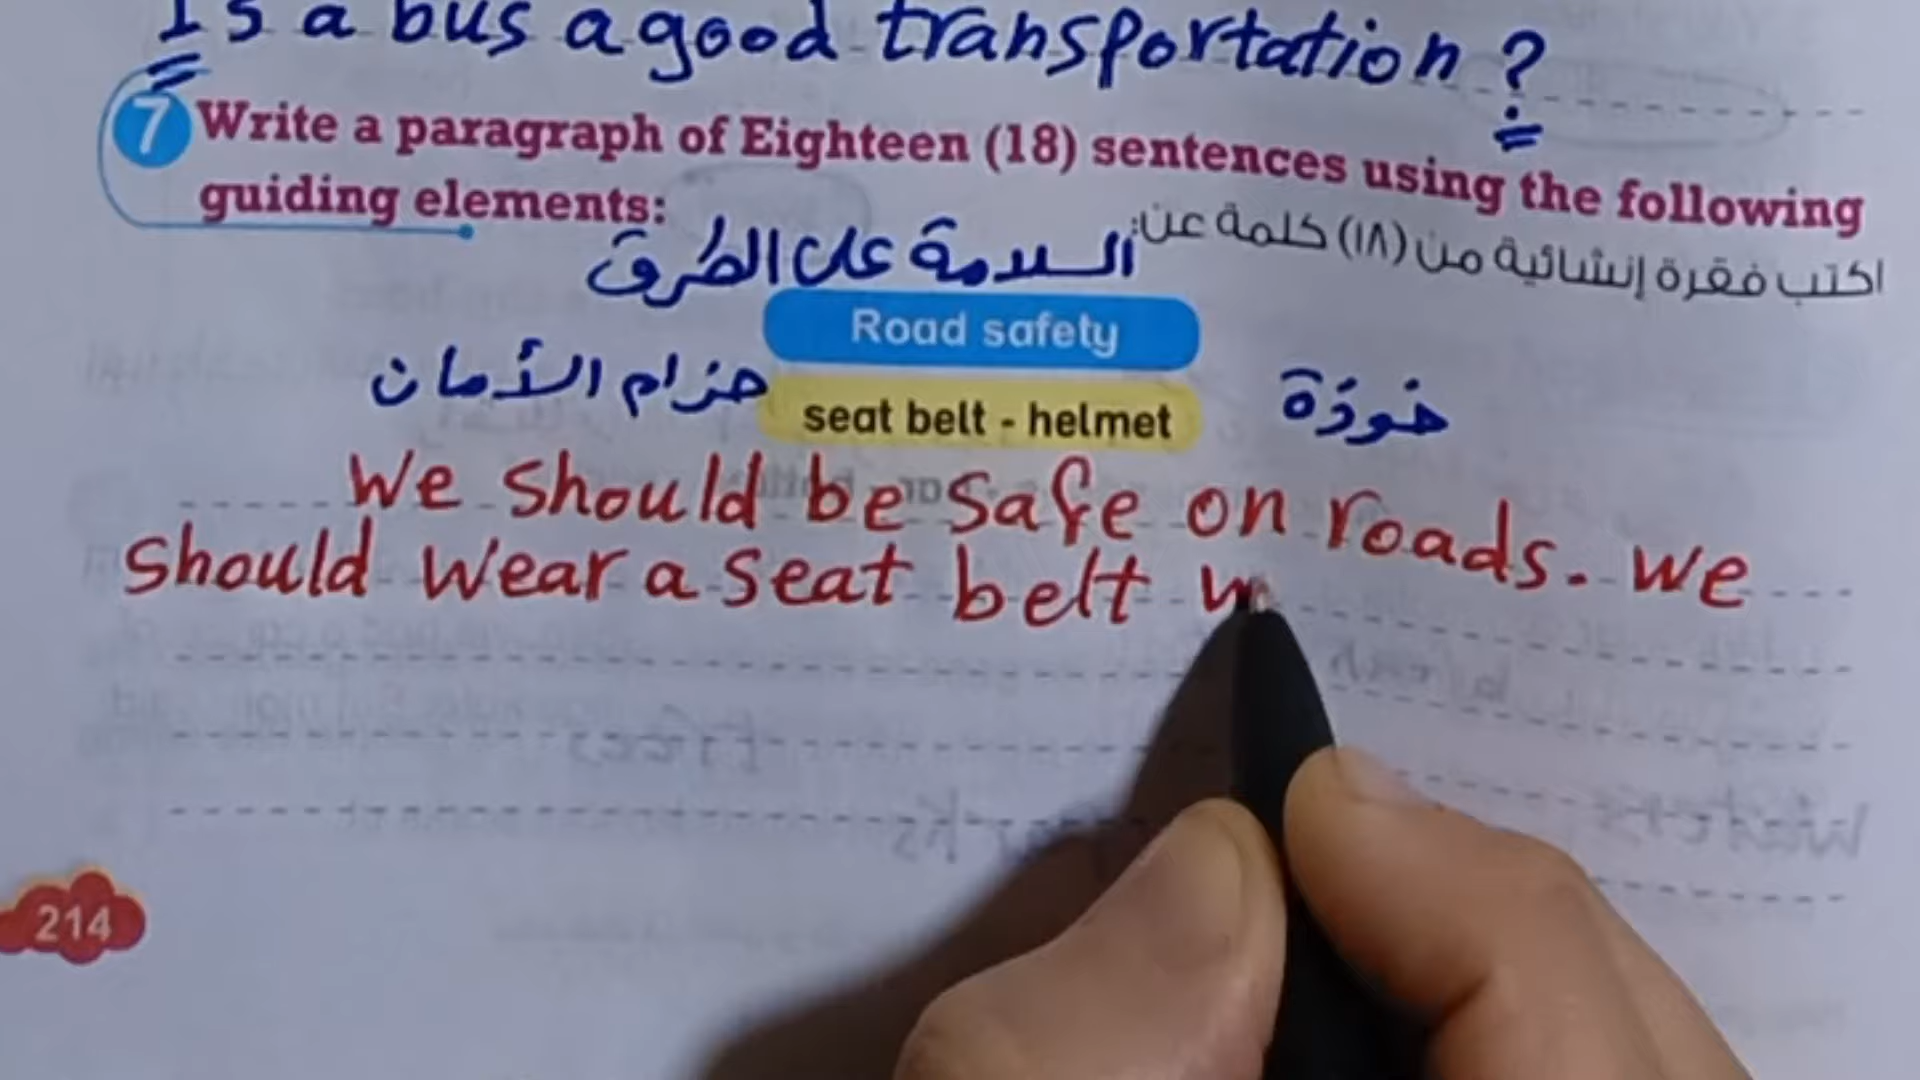 Is a bus a good transportation ?
7 Write a paragraph of Eighteen (18) sentences using the following
guiding elements:
اكتب فقرة إنشائية من (١٨) كلمة عن:
السلامة على الطرق
Road safety
حزام الأمان
seat belt - helmet
خوذة
We should be safe on roads. We
should wear a seat belt w
214